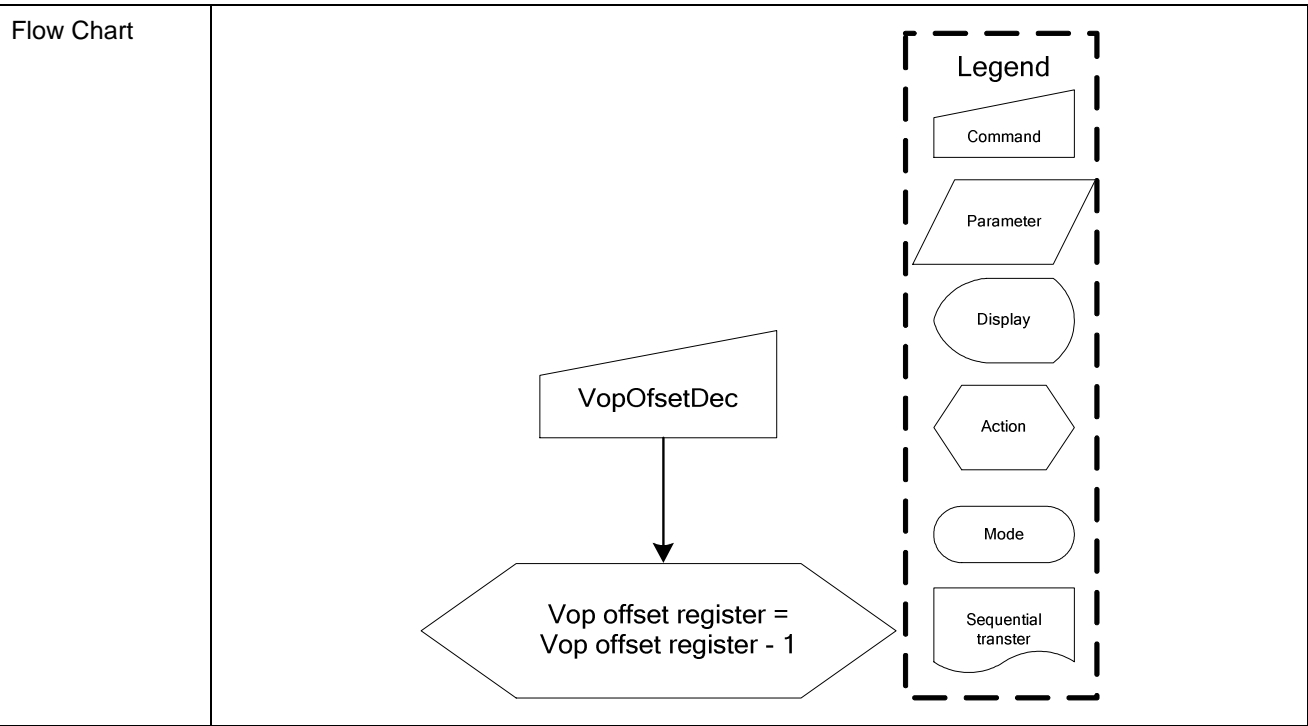 Flow Chart
VopOfsetDec
Vop offset register =
Vop offset register - 1
Legend
Command
Parameter
Display
Action
Mode
Sequential
transter